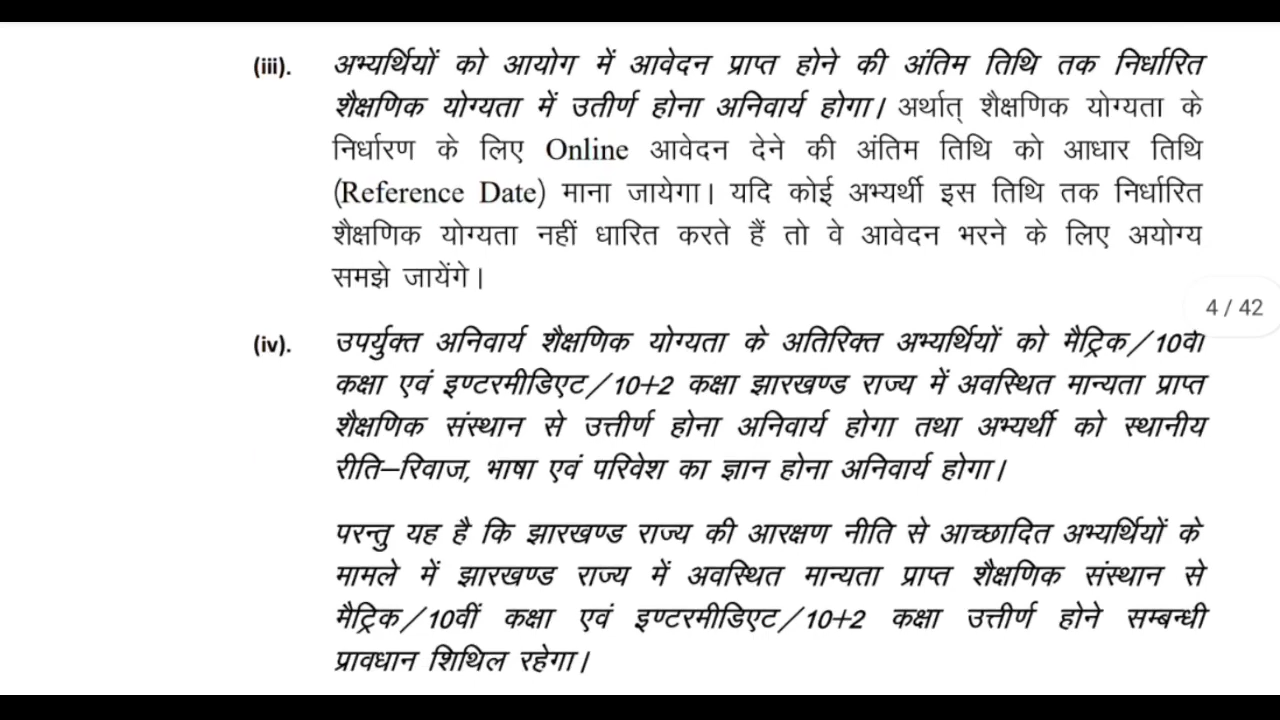 (iii). अभ्यर्थियों को आयोग में आवेदन प्राप्त होने की अंतिम तिथि तक निर्धारित
शैक्षणिक योग्यता में उतीर्ण होना अनिवार्य होगा। अर्थात् शैक्षणिक योग्यता के
निर्धारण के लिए Online आवेदन देने की अंतिम तिथि को आधार तिथि
(Reference Date) माना जायेगा। यदि कोई अभ्यर्थी इस तिथि तक निर्धारित
शैक्षणिक योग्यता नहीं धारित करते हैं तो वे आवेदन भरने के लिए अयोग्य
समझे जायेंगे।
4 / 42
(iv). उपर्युक्त अनिवार्य शैक्षणिक योग्यता के अतिरिक्त अभ्यर्थियों को मैट्रिक/10वीं
कक्षा एवं इण्टरमीडिएट/10+2 कक्षा झारखण्ड राज्य में अवस्थित मान्यता प्राप्त
शैक्षणिक संस्थान से उत्तीर्ण होना अनिवार्य होगा तथा अभ्यर्थी को स्थानीय
रीति–रिवाज, भाषा एवं परिवेश का ज्ञान होना अनिवार्य होगा।
परन्तु यह है कि झारखण्ड राज्य की आरक्षण नीति से आच्छादित अभ्यर्थियों के
मामले में झारखण्ड राज्य में अवस्थित मान्यता प्राप्त शैक्षणिक संस्थान से
मैट्रिक/10वीं कक्षा एवं इण्टरमीडिएट/10+2 कक्षा उत्तीर्ण होने सम्बन्धी
प्रावधान शिथिल रहेगा।